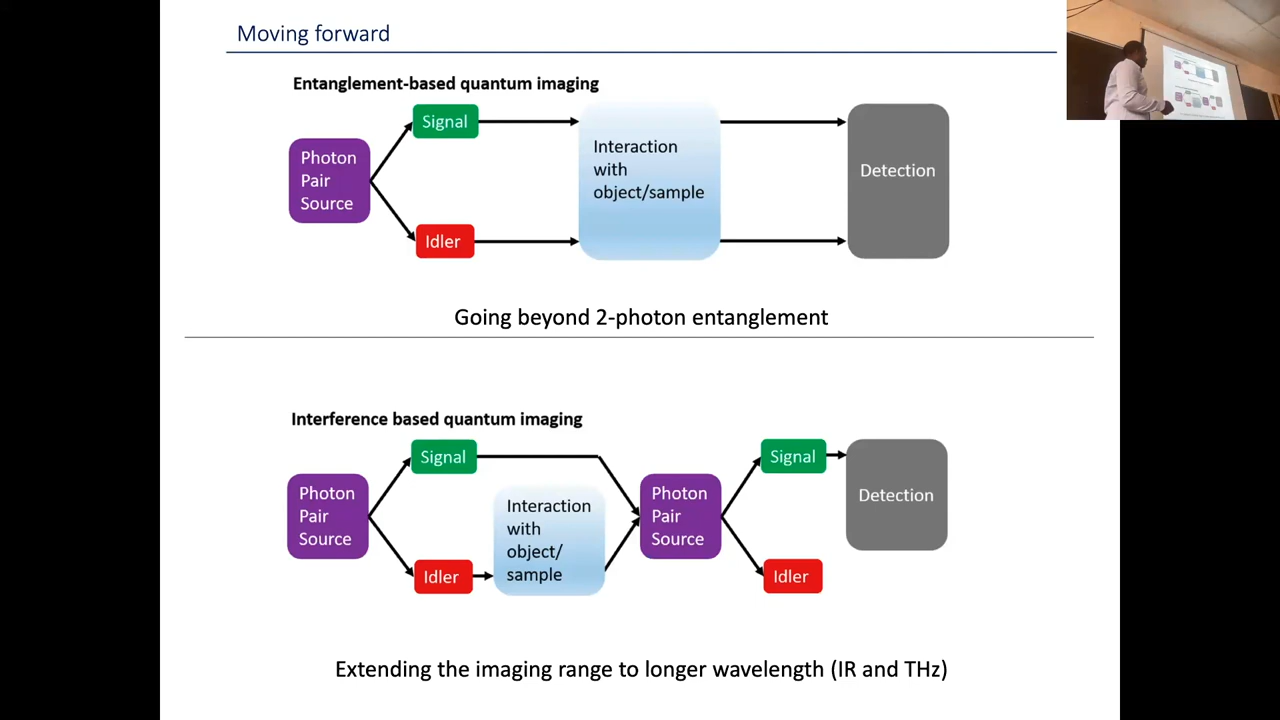 Moving forward
Entanglement-based quantum imaging
Photon
Pair
Source
Signal
Idler
Interaction
with
object/sample
Detection
Going beyond 2-photon entanglement
Interference based quantum imaging
Photon
Pair
Source
Signal
Idler
Interaction
with
object/
sample
Photon
Pair
Source
Signal
Idler
Detection
Extending the imaging range to longer wavelength (IR and THz)